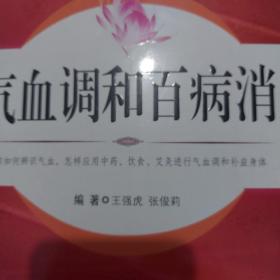 气血调和百病消
如何辨识气血、怎样应用中药、饮食、艾灸进行气血调和补益身体
编著◎王强虎 张俊莉